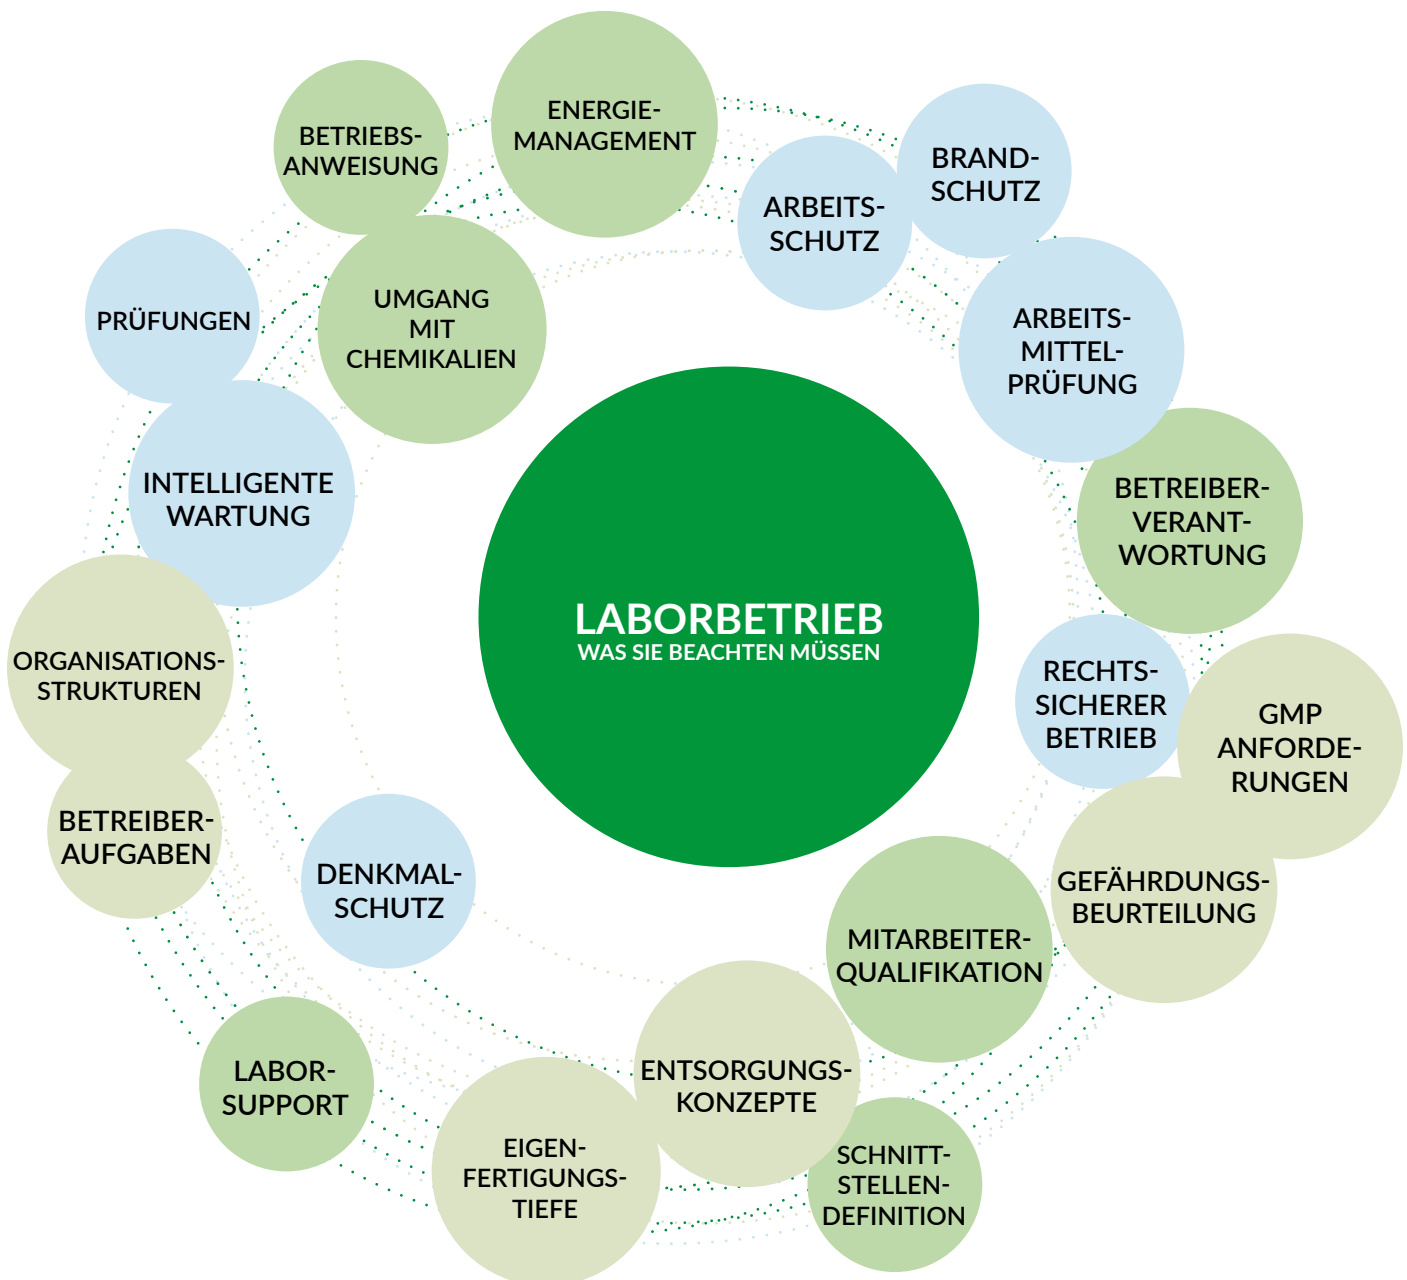 ENERGIE-
MANAGEMENT
BETRIEBS-
ANWEISUNG
BRAND-
SCHUTZ
ARBEITS-
SCHUTZ
PRÜFUNGEN
UMGANG
MIT
CHEMIKALIEN
ARBEITS-
MITTEL-
PRÜFUNG
INTELLIGENTE
WARTUNG
BETREIBER-
VERANT-
WORTUNG
LABORBETRIEB
WAS SIE BEACHTEN MÜSSEN
ORGANISATIONS-
STRUKTUREN
RECHTS-
SICHERER
BETRIEB
GMP
ANFORDE-
RUNGEN
BETREIBER-
AUFGABEN
DENKMAL-
SCHUTZ
GEFÄHRDUNGS-
BEURTEILUNG
MITARBEITER-
QUALIFIKATION
LABOR-
SUPPORT
ENTSORGUNGS-
KONZEPTE
EIGEN-
FERTIGUNGS-
TIEFE
SCHNITT-
STELLEN-
DEFINITION